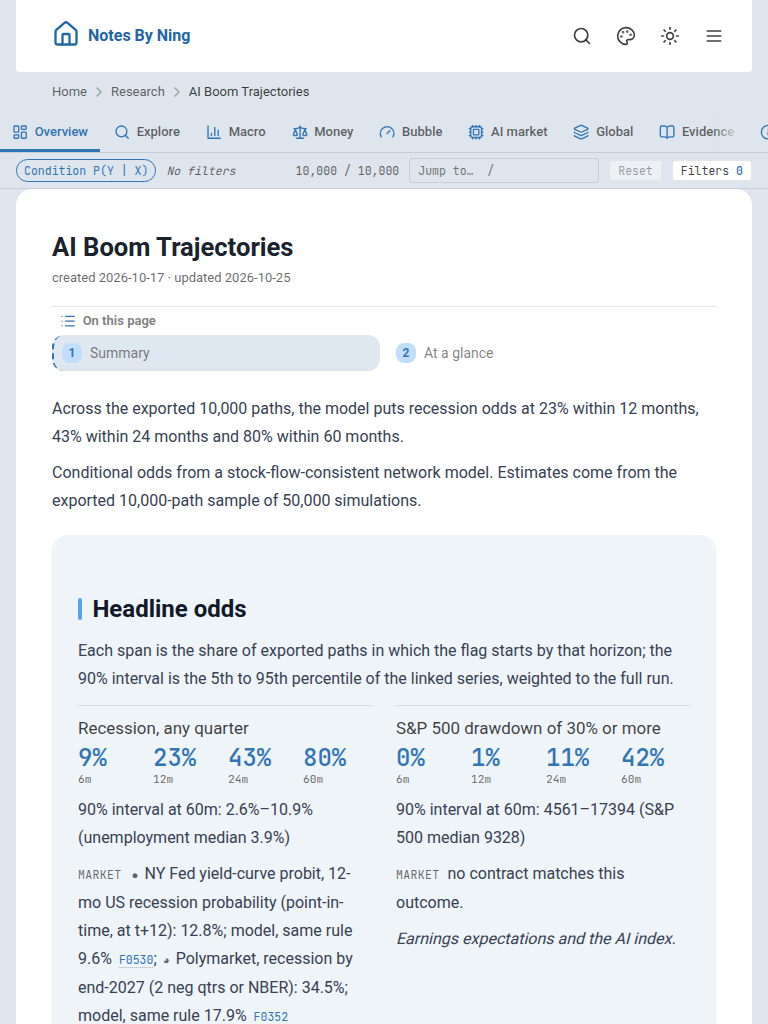 Notes By Ning
Home Research AI Boom Trajectories
Overview Explore Macro Money Bubble AI market Global Evidence
Condition P(Y | X) No filters 10,000 / 10,000 Jump to… / Reset Filters 0
AI Boom Trajectories
created 2026-10-17 · updated 2026-10-25
On this page
1 Summary 2 At a glance
Across the exported 10,000 paths, the model puts recession odds at 23% within 12 months,
43% within 24 months and 80% within 60 months.
Conditional odds from a stock-flow-consistent network model. Estimates come from the
exported 10,000-path sample of 50,000 simulations.
Headline odds
Each span is the share of exported paths in which the flag starts by that horizon; the
90% interval is the 5th to 95th percentile of the linked series, weighted to the full run.
Recession, any quarter
9% 23% 43% 80%
6m 12m 24m 60m
90% interval at 60m: 2.6%–10.9%
(unemployment median 3.9%)
MARKET ● NY Fed yield-curve probit, 12-
mo US recession probability (point-in-
time, at t+12): 12.8%; model, same rule
9.6% F0530; Polymarket, recession by
end-2027 (2 neg qtrs or NBER): 34.5%;
model, same rule 17.9% F0352
S&P 500 drawdown of 30% or more
0% 1% 11% 42%
6m 12m 24m 60m
90% interval at 60m: 4561–17394 (S&P
500 median 9328)
MARKET no contract matches this
outcome.
Earnings expectations and the AI index.